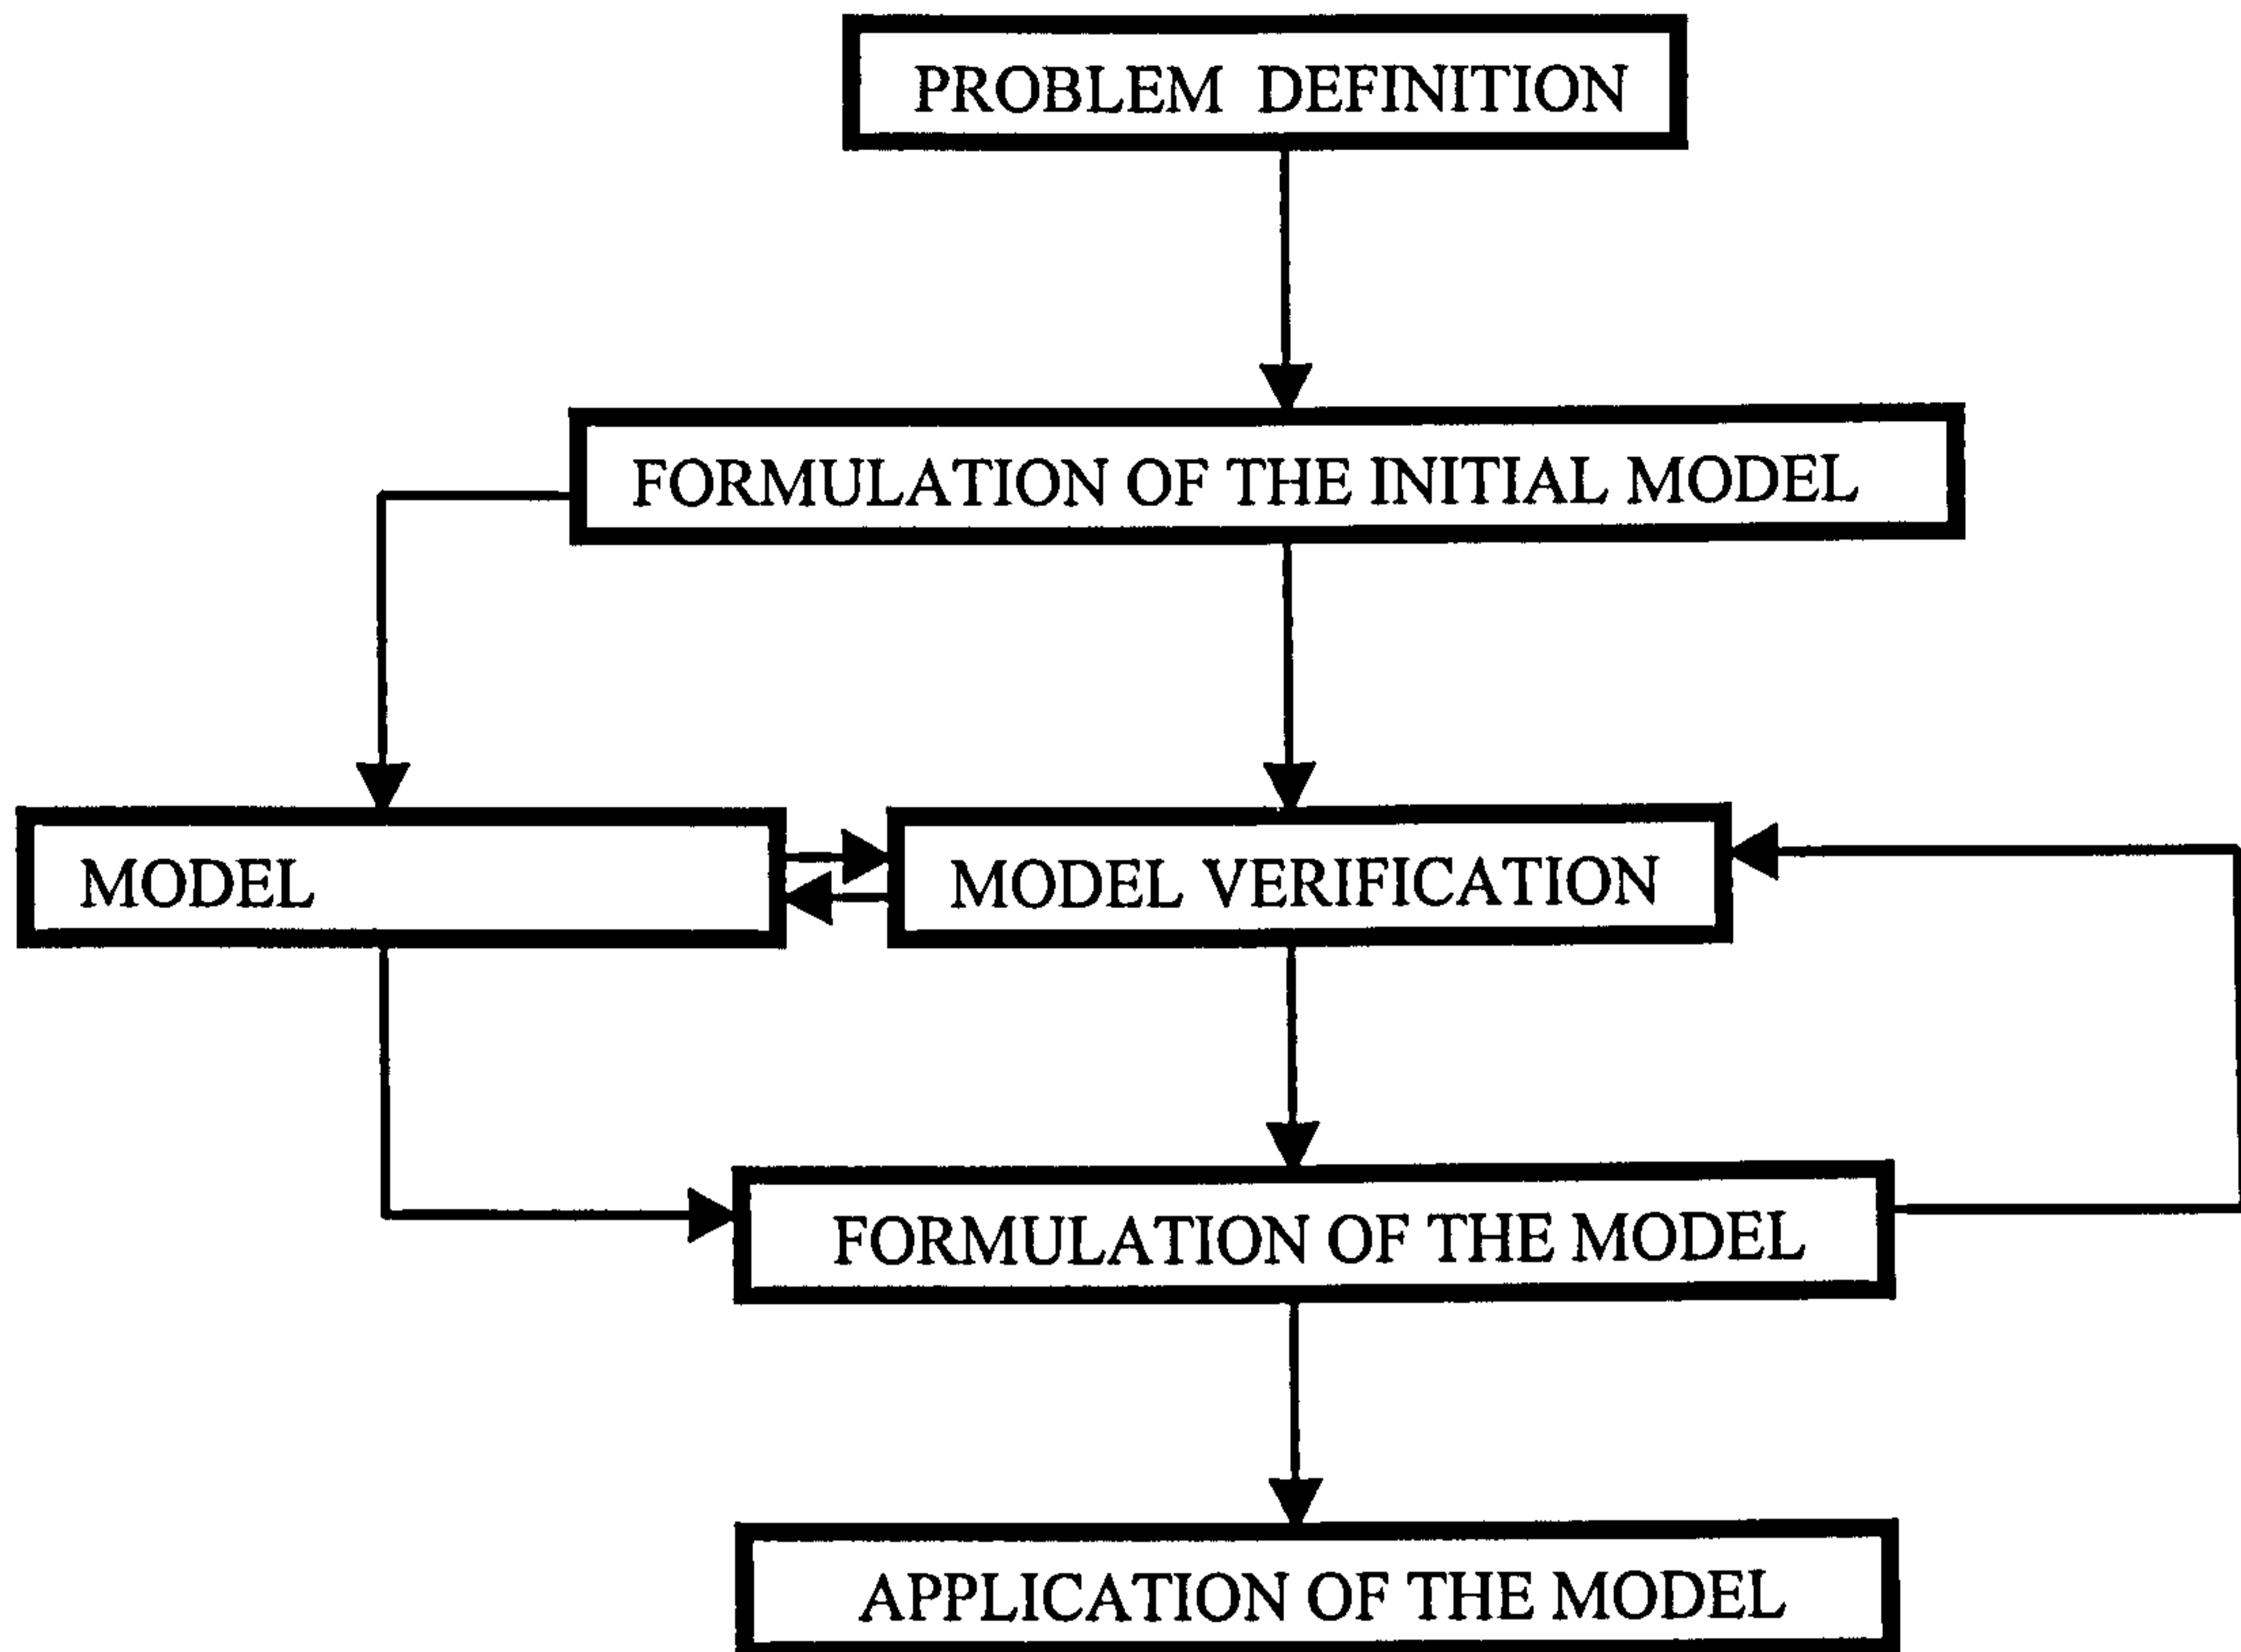 PROBLEM DEFINITION
FORMULATION OF THE INITIAL MODEL
MODEL
MODEL VERIFICATION
FORMULATION OF THE MODEL
APPLICATION OF THE MODEL